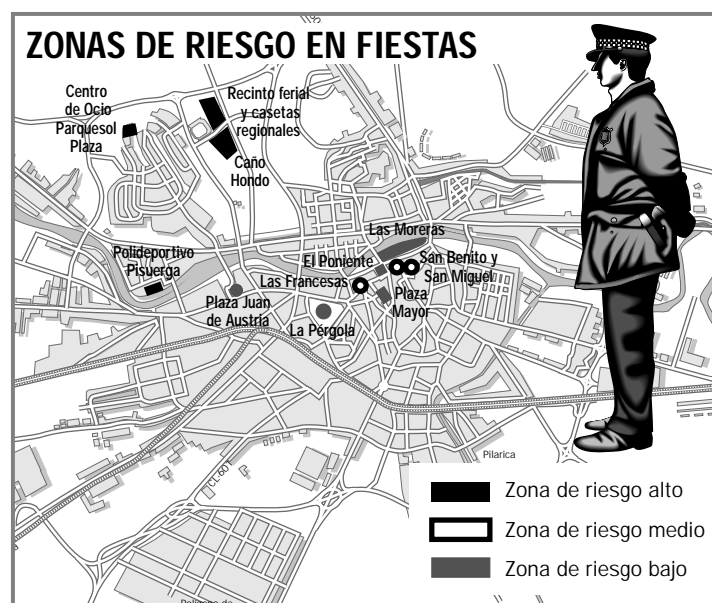 ZONAS DE RIESGO EN FIESTAS
Centro
de Ocio
Parquesol
Plaza
Recinto ferial
y casetas
regionales
Caño
Hondo
Las Moreras
Polideportivo
Pisuerga
El Poniente
San Benito y
San Miguel
Las Francesas
Plaza
Mayor
Plaza Juan
de Austria
La Pérgola
Pilarica
CL-601
Zona de riesgo alto
Zona de riesgo medio
Zona de riesgo bajo